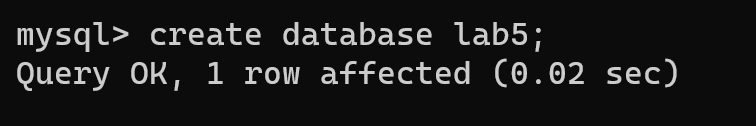 mysql> create database lab5;
Query OK, 1 row affected (0.02 sec)